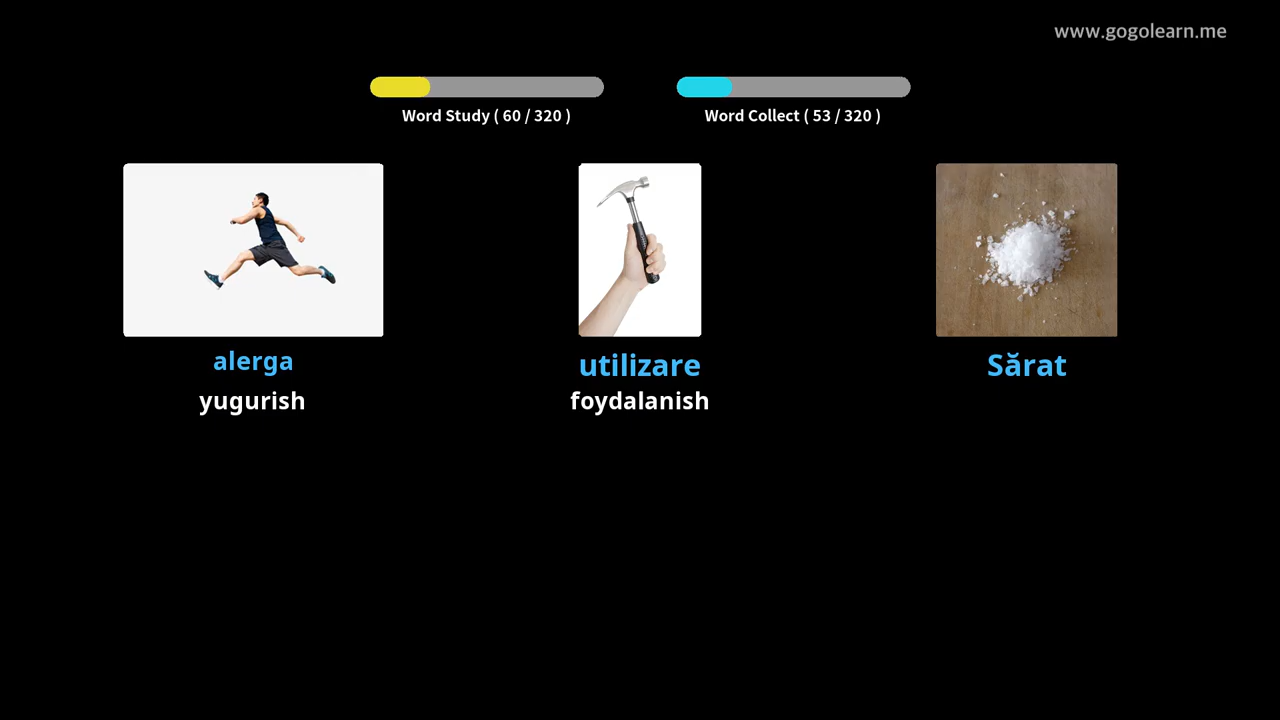 www.gogolearn.me
Word Study ( 60 / 320 )
Word Collect ( 53 / 320 )
alerga
yugurish
utilizare
foydalanish
Sărat